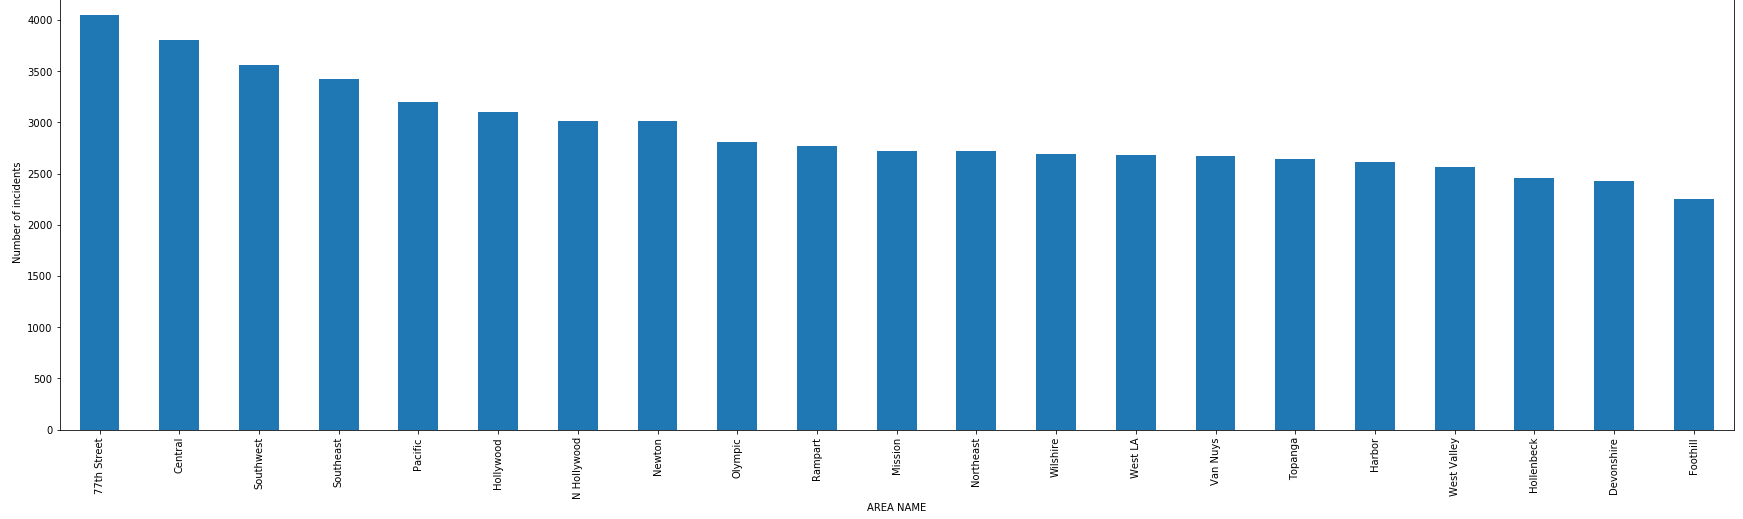 4000
3500
3000
2500
2000
1500
1000
500
0
Number of incidents
77th Street
Central
Southwest
Southeast
Pacific
Hollywood
N Hollywood
Newton
Olympic
Rampart
Mission
Northeast
Wilshire
West LA
Van Nuys
Topanga
Harbor
West Valley
Hollenbeck
Devonshire
Foothill
AREA NAME